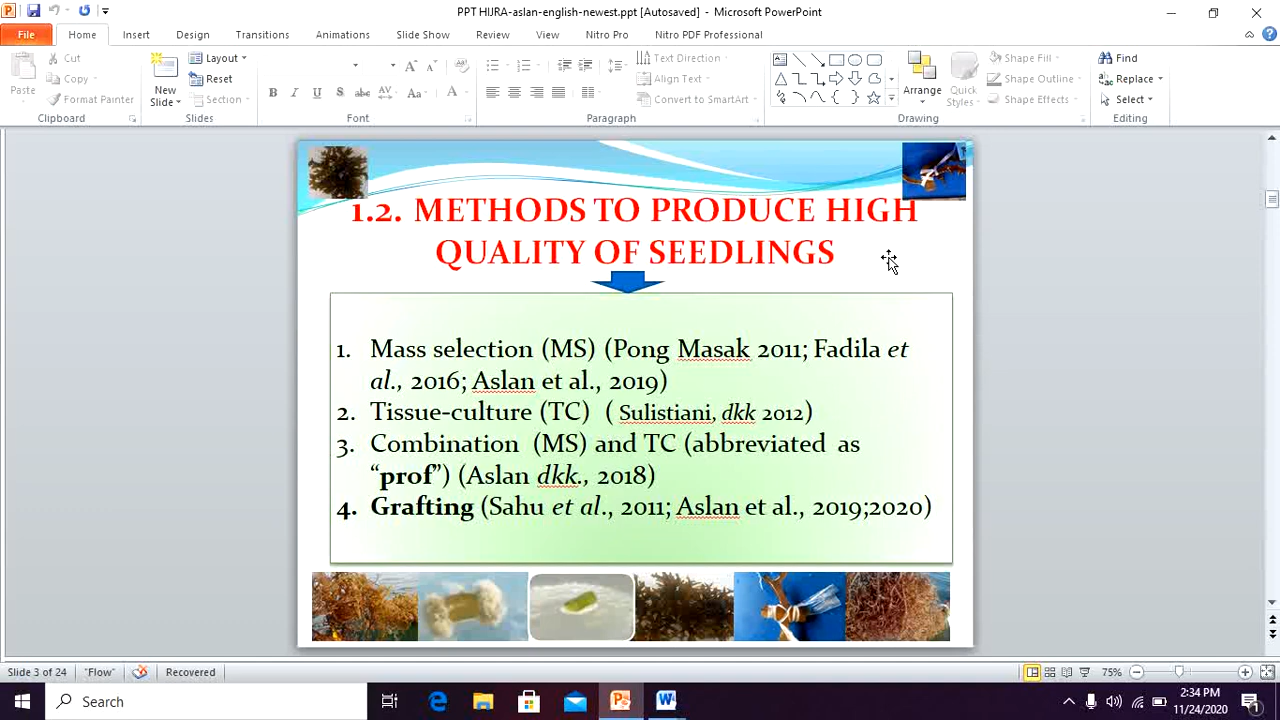 PPT HIJRA-aslan-english-newest.ppt [Autosaved] - Microsoft PowerPoint
File Home Insert Design Transitions Animations Slide Show Review View Nitro Pro Nitro PDF Professional
Paste
Cut
Copy
Format Painter
Clipboard
New Slide
Layout
Reset
Section
Slides
Font
Text Direction
Align Text
Convert to SmartArt
Paragraph
Arrange
Quick Styles
Shape Fill
Shape Outline
Shape Effects
Drawing
Find
Replace
Select
Editing
1.2. METHODS TO PRODUCE HIGH
QUALITY OF SEEDLINGS
1. Mass selection (MS) (Pong Masak 2011; Fadila et
al., 2016; Aslan et al., 2019)
2. Tissue-culture (TC) ( Sulistiani, dkk 2012)
3. Combination (MS) and TC (abbreviated as
“prof”) (Aslan dkk., 2018)
4. Grafting (Sahu et al., 2011; Aslan et al., 2019;2020)
Slide 3 of 24 "Flow" Recovered 75%
Search
2:34 PM
11/24/2020